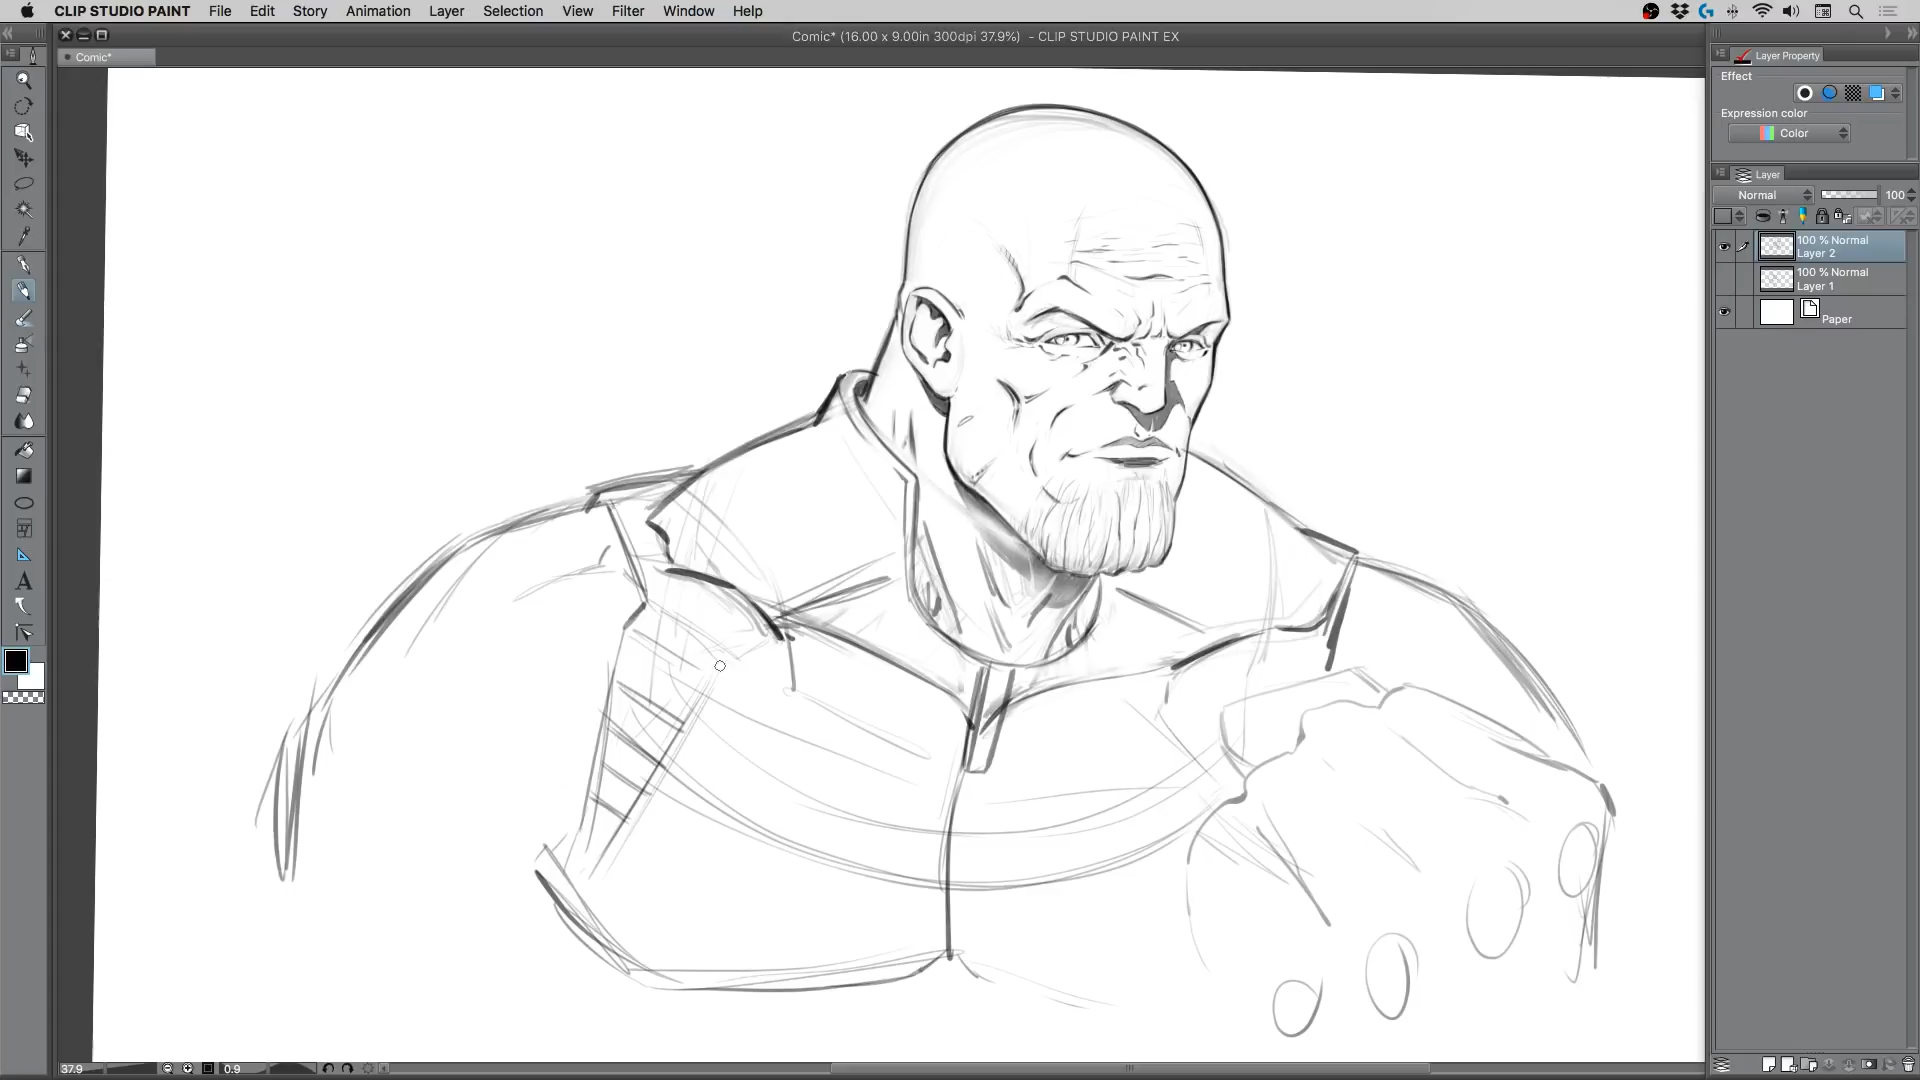 CLIP STUDIO PAINT File Edit Story Animation Layer Selection View Filter Window Help
Comic* (16.00 x 9.00in 300dpi 37.9%) - CLIP STUDIO PAINT EX
Comic*
Layer Property
Effect
Expression color
Color
Layer
Normal 100
100 % Normal
Layer 2
100 % Normal
Layer 1
Paper
37.9 0.9